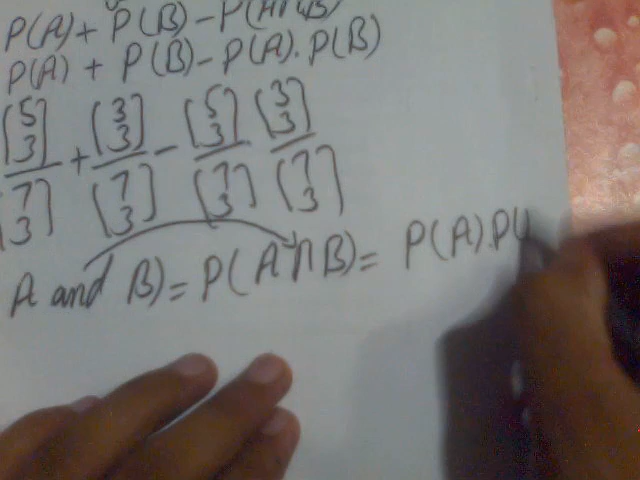 P(A) + P(B) - P(A∩B)
P(A) + P(B) - P(A).P(B)
[5 3]/[7 3] + [3 3]/[7 3] - [5 3]/[7 3] [3 3]/[7 3]
A and B) = P(A∩B) = P(A).P(